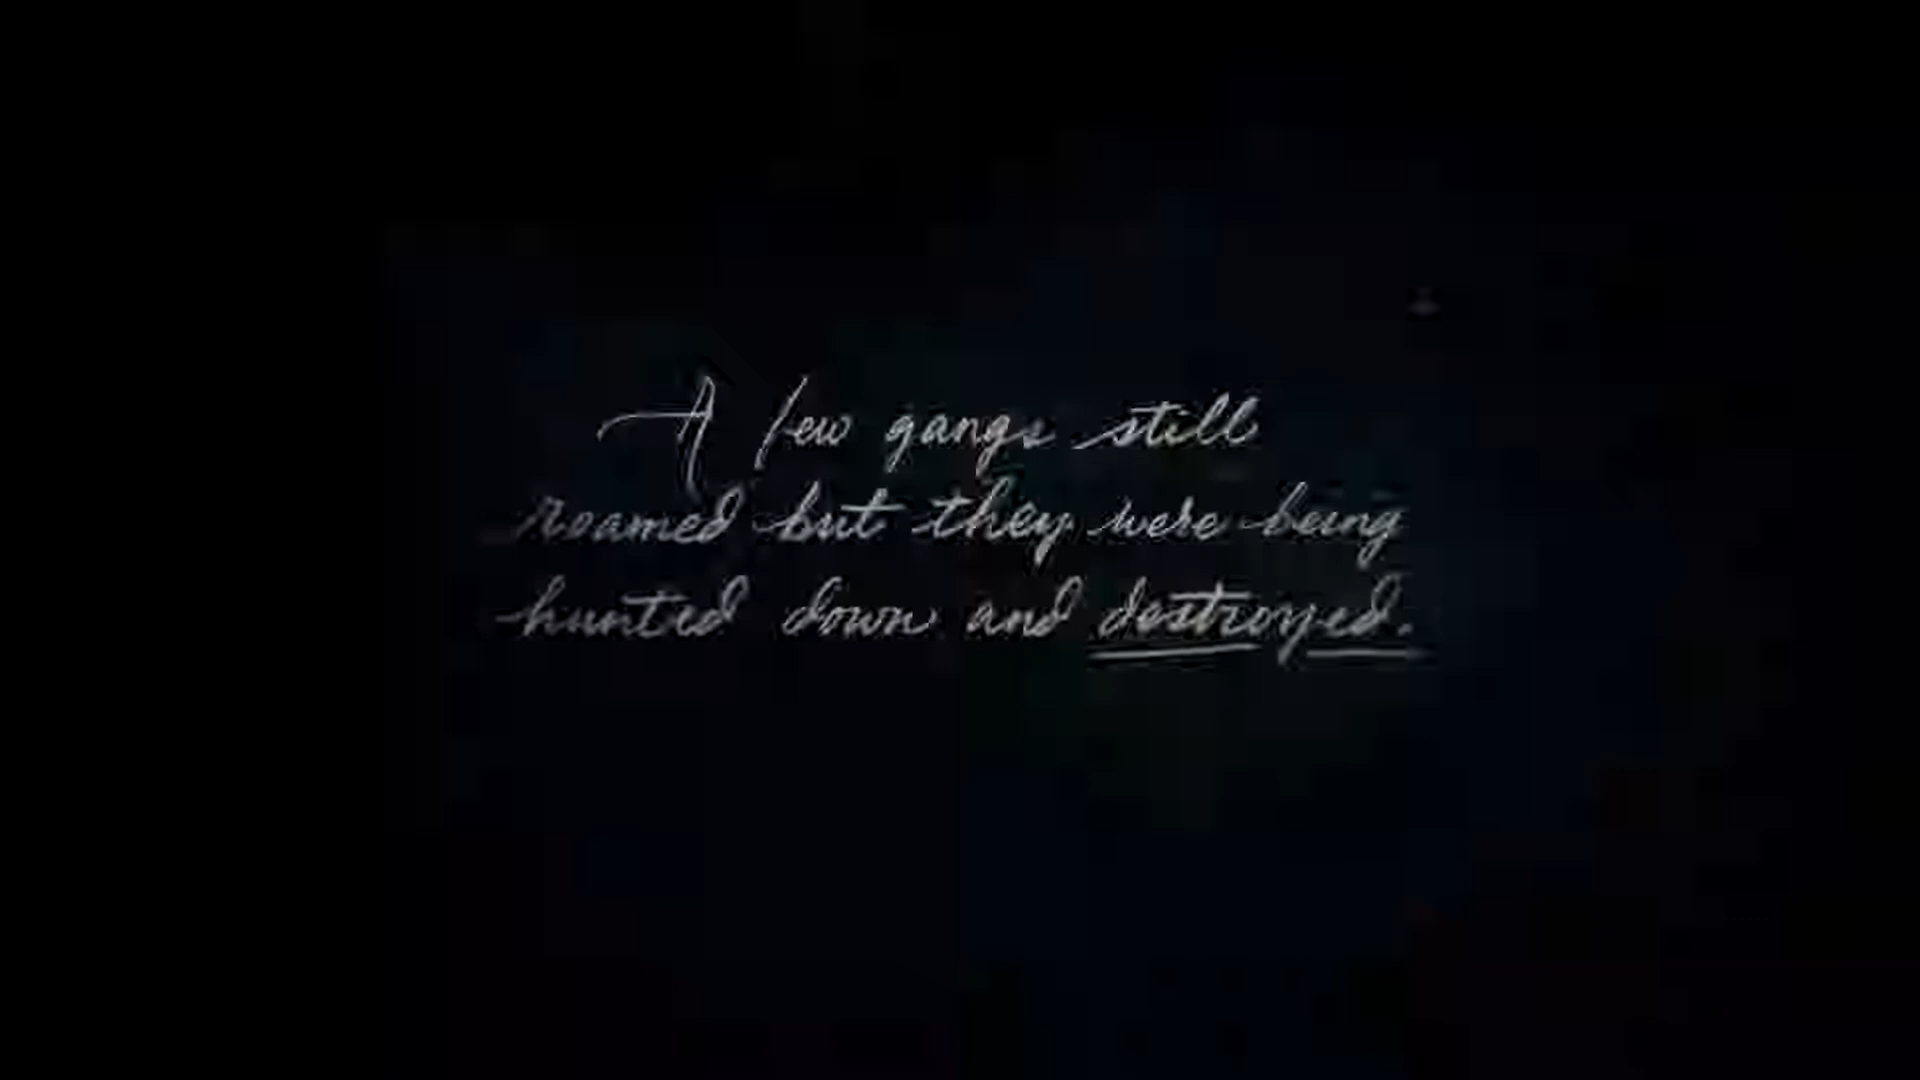 A few gangs still
roamed but they were being
hunted down and destroyed.